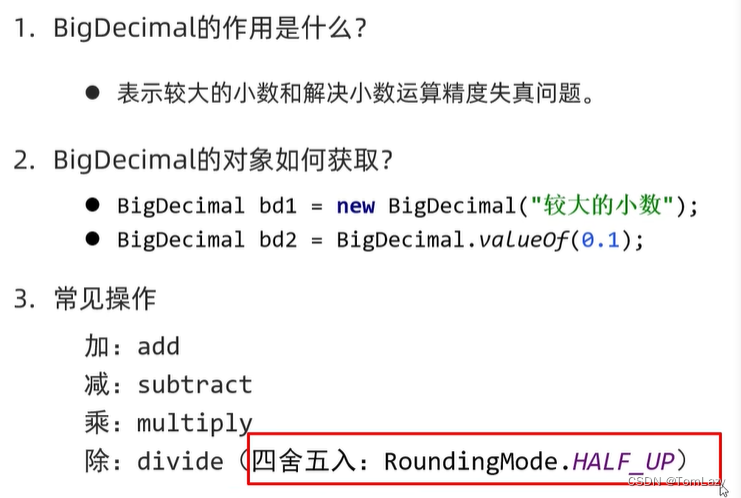 1. BigDecimal的作用是什么？
● 表示较大的小数和解决小数运算精度失真问题。
2. BigDecimal的对象如何获取？
● BigDecimal bd1 = new BigDecimal("较大的小数");
● BigDecimal bd2 = BigDecimal.valueOf(0.1);
3. 常见操作
加：add
减：subtract
乘：multiply
除：divide（四舍五入：RoundingMode.HALF_UP）
CSDN @TomLazy